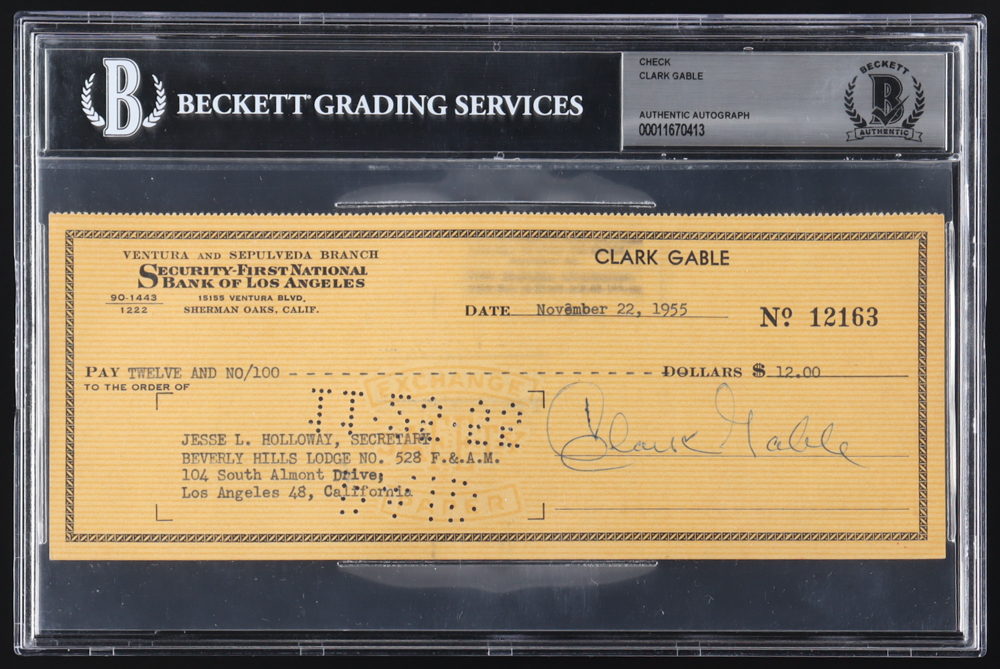 B BECKETT GRADING SERVICES
CHECK
CLARK GABLE
AUTHENTIC AUTOGRAPH
00011670413
BECKETT
B
AUTHENTIC
VENTURA AND SEPULVEDA BRANCH
SECURITY-FIRST NATIONAL
BANK OF LOS ANGELES
90-1443
1222
15155 VENTURA BLVD,
SHERMAN OAKS, CALIF.
CLARK GABLE
DATE November 22, 1955
Nº 12163
PAY TWELVE AND NO/100 - - - - - - - - - - - - - - - - - - - - - - - - - - - - DOLLARS $ 12.00
TO THE ORDER OF
EXCHANGE
JESSE L. HOLLOWAY, SECRETARY
BEVERLY HILLS LODGE NO. 528 F.&.A.M.
104 South Almont Drive;
Los Angeles 48, California
PAPER
Clark Gable